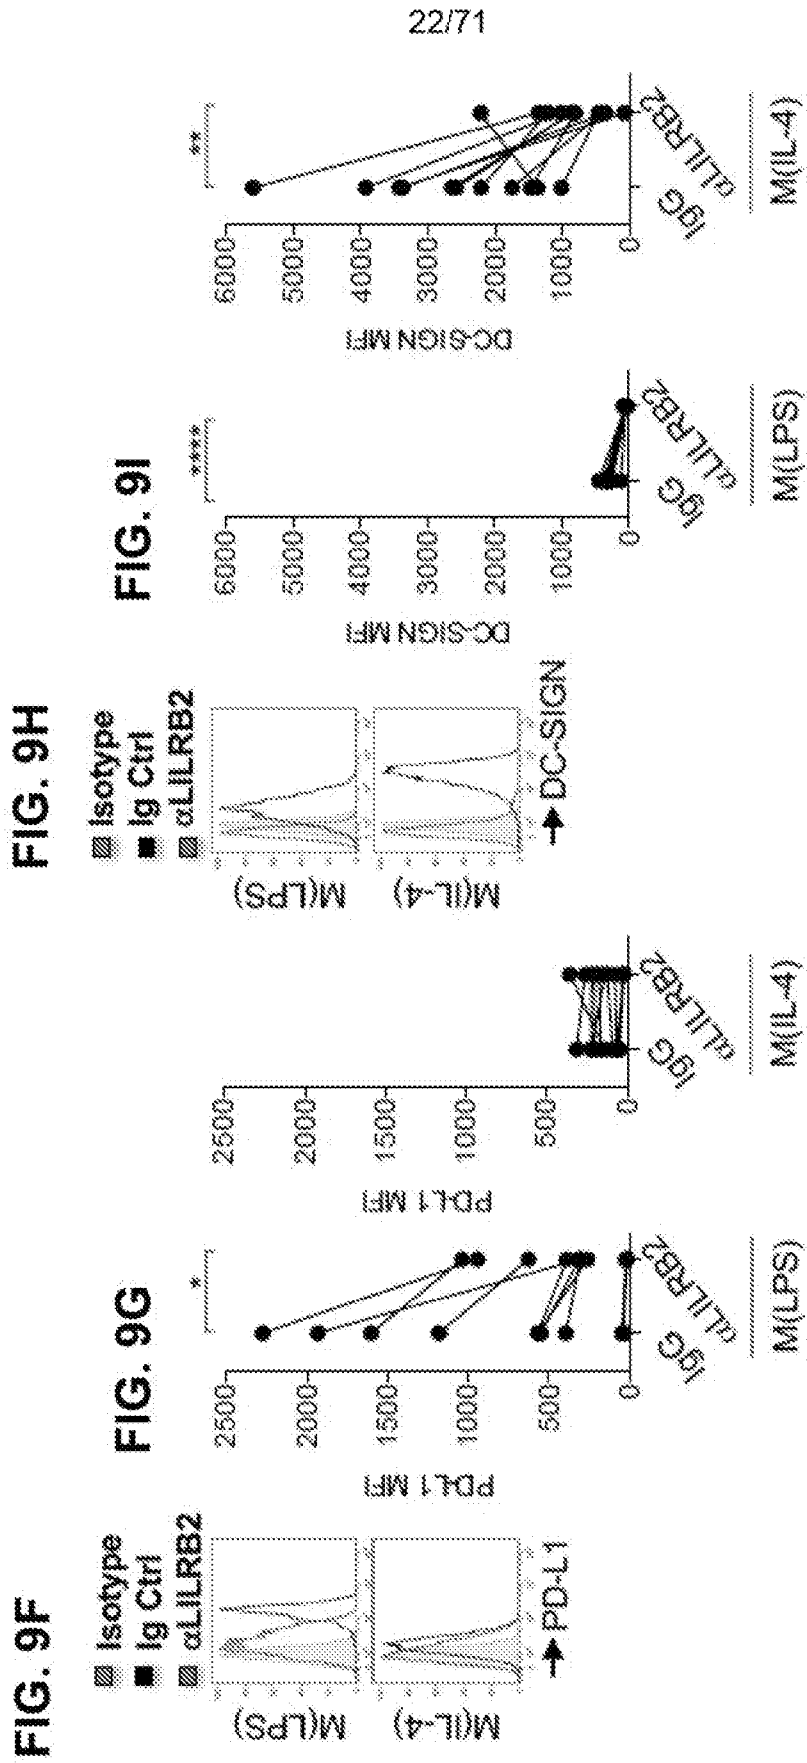 22/71
FIG. 9F
Isotype
Ig Ctrl
αLILRB2
M(LPS)
M(IL-4)
PD-L1
FIG. 9G
PD-L1 MFI
2500
2000
1500
1000
500
0
*
IgG
αLILRB2
M(LPS)
PD-L1 MFI
2500
2000
1500
1000
500
0
IgG
αLILRB2
M(IL-4)
FIG. 9H
Isotype
Ig Ctrl
αLILRB2
M(LPS)
M(IL-4)
DC-SIGN
FIG. 9I
DC-SIGN MFI
6000
5000
4000
3000
2000
1000
0
****
IgG
αLILRB2
M(LPS)
DC-SIGN MFI
6000
5000
4000
3000
2000
1000
0
**
IgG
αLILRB2
M(IL-4)